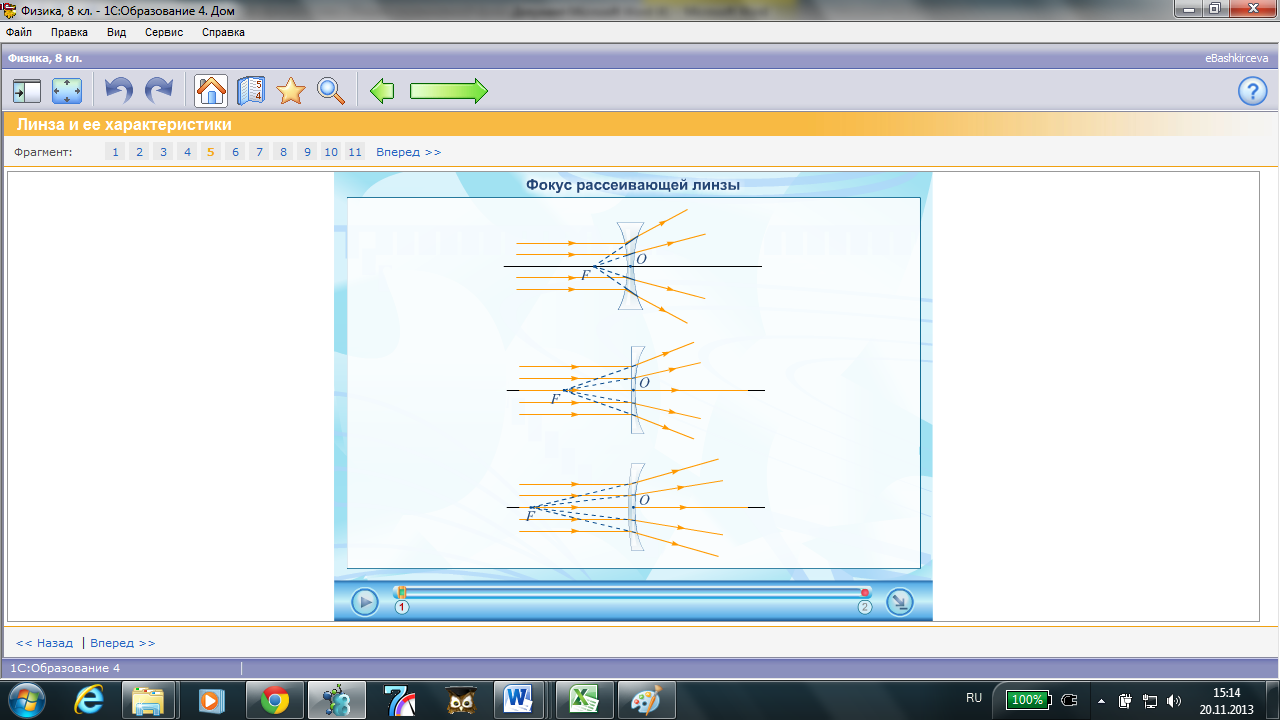 Физика, 8 кл. - 1С:Образование 4. Дом
Файл Правка Вид Сервис Справка
Физика, 8 кл. eBashkirceva
5
4
?
Линза и ее характеристики
Фрагмент: 1 2 3 4 5 6 7 8 9 10 11 Вперед >>
Фокус рассеивающей линзы
O
F
O
F
O
F
1 2
<< Назад | Вперед >>
1С:Образование 4
RU 100% 15:14
20.11.2013